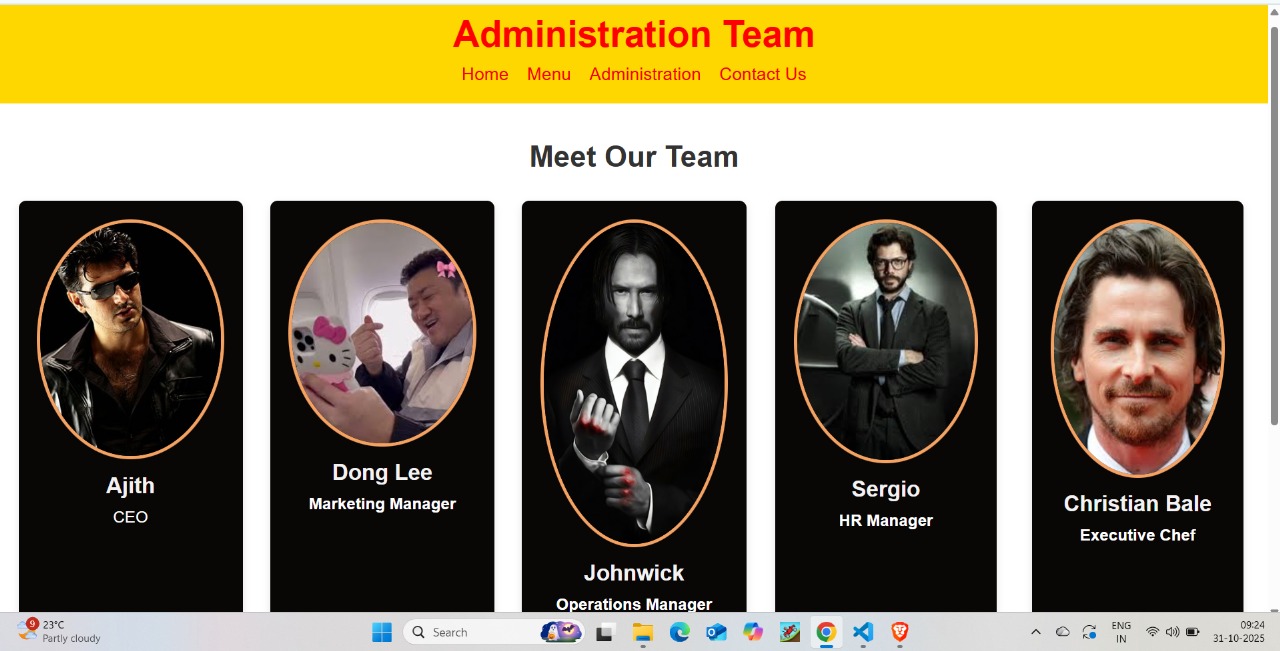 Administration Team
Home Menu Administration Contact Us
Meet Our Team
Ajith
CEO
Dong Lee
Marketing Manager
Johnwick
Operations Manager
Sergio
HR Manager
Christian Bale
Executive Chef
9
23°C
Partly cloudy
Search
ENG
IN
09:24
31-10-2025